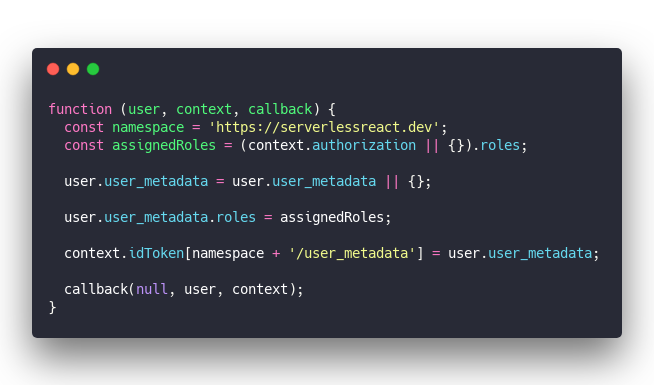 function (user, context, callback) {
  const namespace = 'https://serverlessreact.dev';
  const assignedRoles = (context.authorization || {}).roles;

  user.user_metadata = user.user_metadata || {};

  user.user_metadata.roles = assignedRoles;

  context.idToken[namespace + '/user_metadata'] = user.user_metadata;

  callback(null, user, context);
}